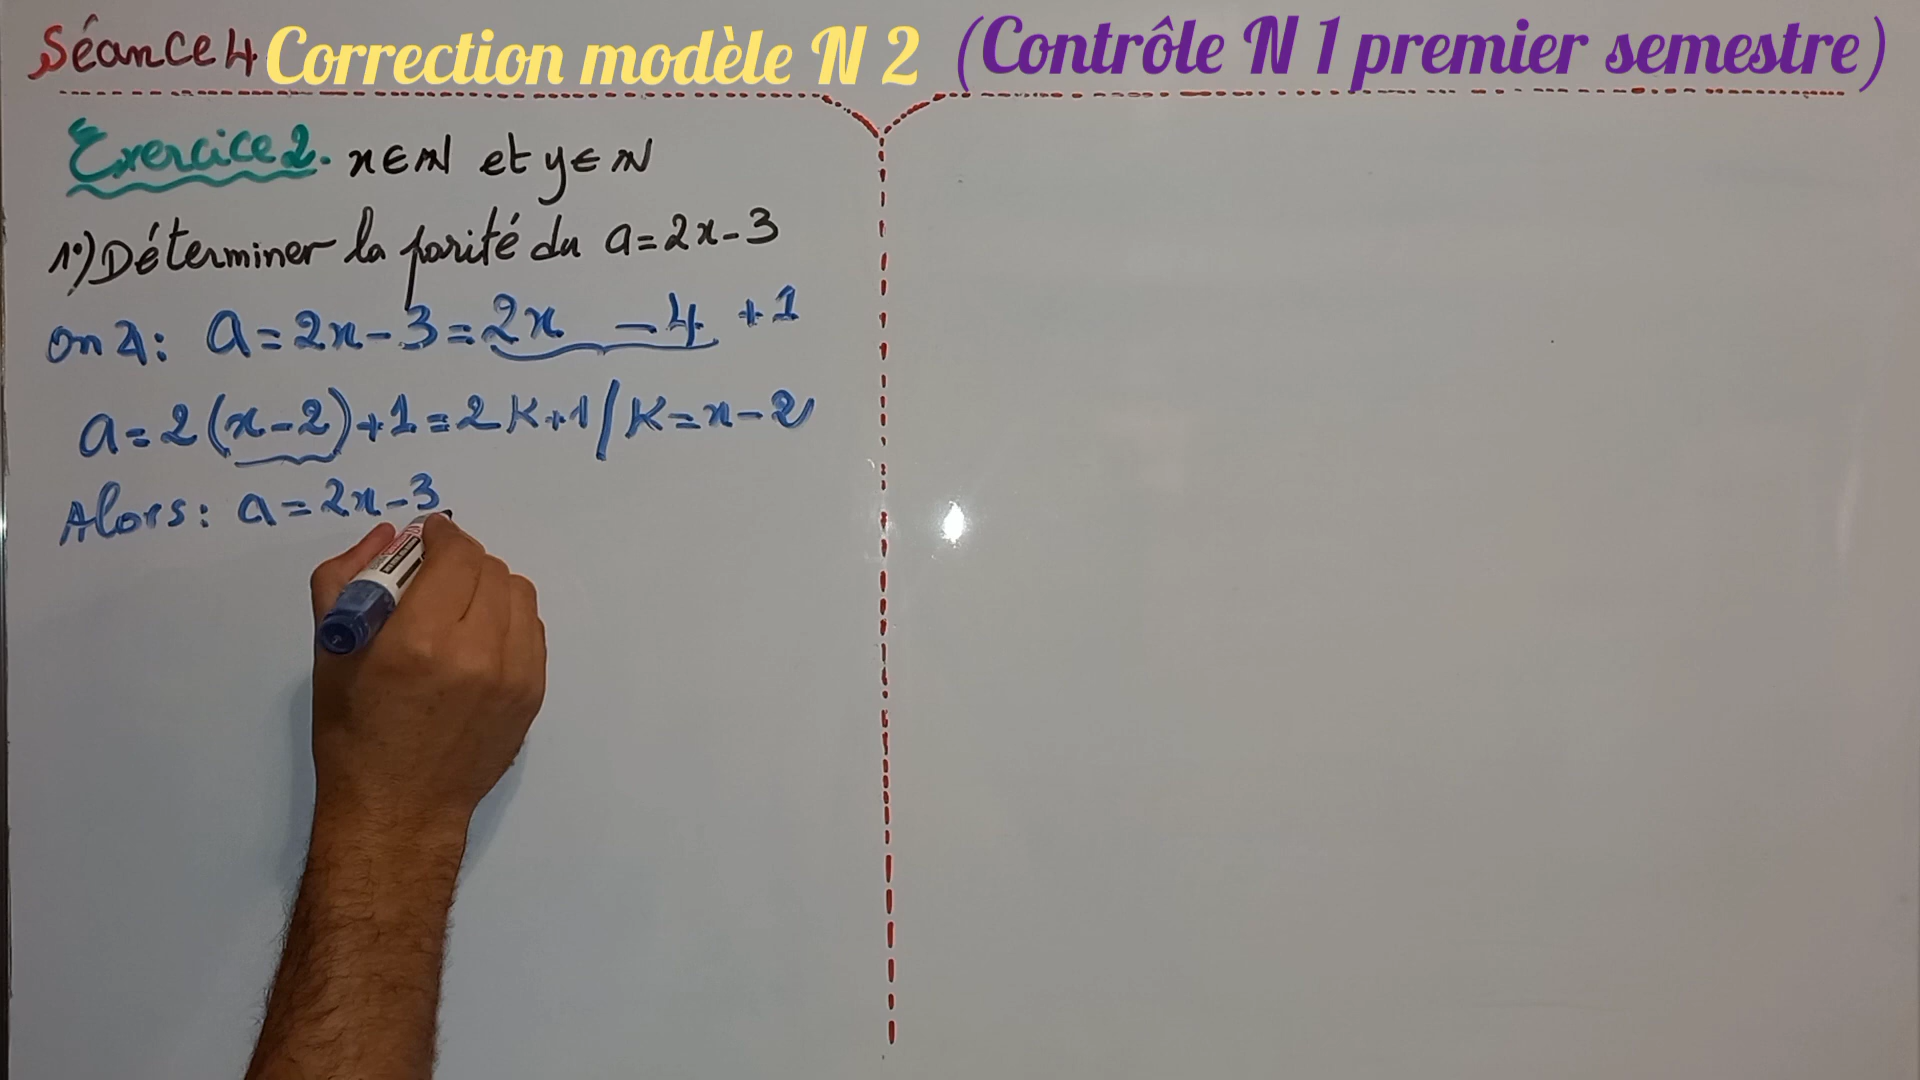 Séance 4 Correction modèle N 2 (Contrôle N 1 premier semestre)
Exercice 2. x∈ℕ et y∈ℕ
1°) Déterminer la parité du a=2x-3
on a: a=2x-3=2x -4 +1
a=2(x-2)+1=2k+1/k=x-2
Alors: a=2x-3